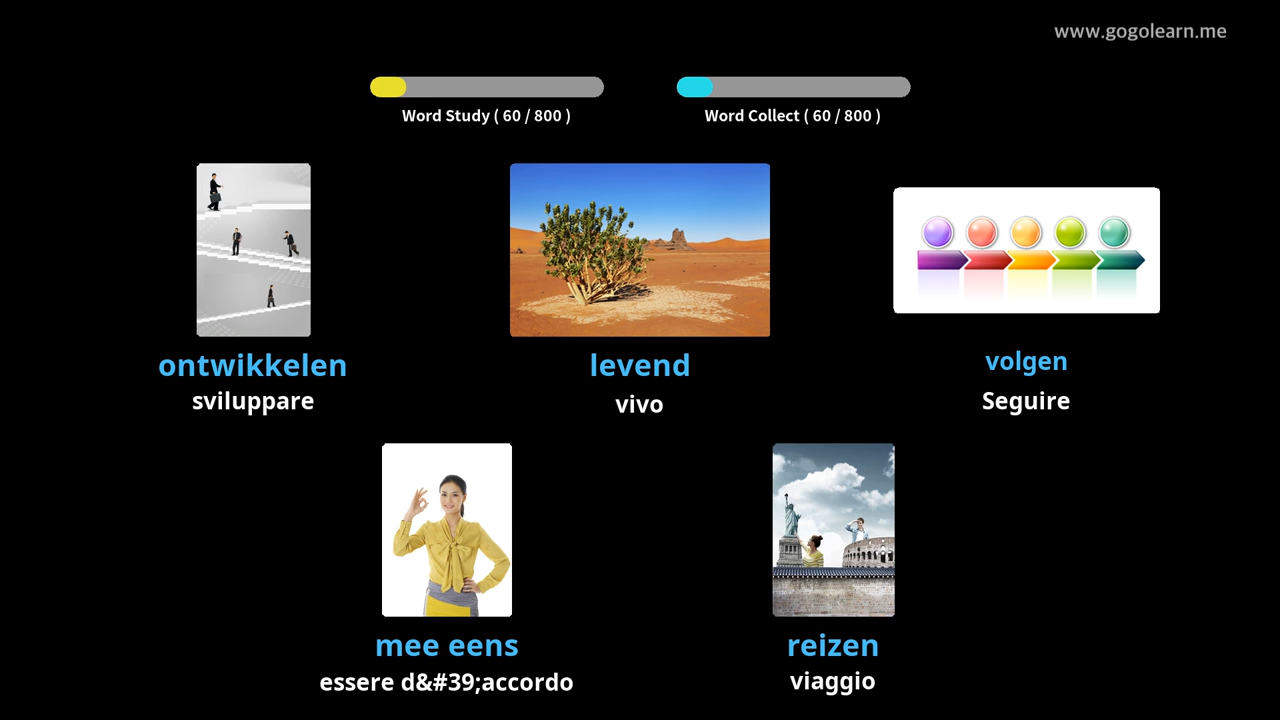 www.gogolearn.me
Word Study ( 60 / 800 )
Word Collect ( 60 / 800 )
ontwikkelen
sviluppare
levend
vivo
volgen
Seguire
mee eens
essere d&#39;accordo
reizen
viaggio